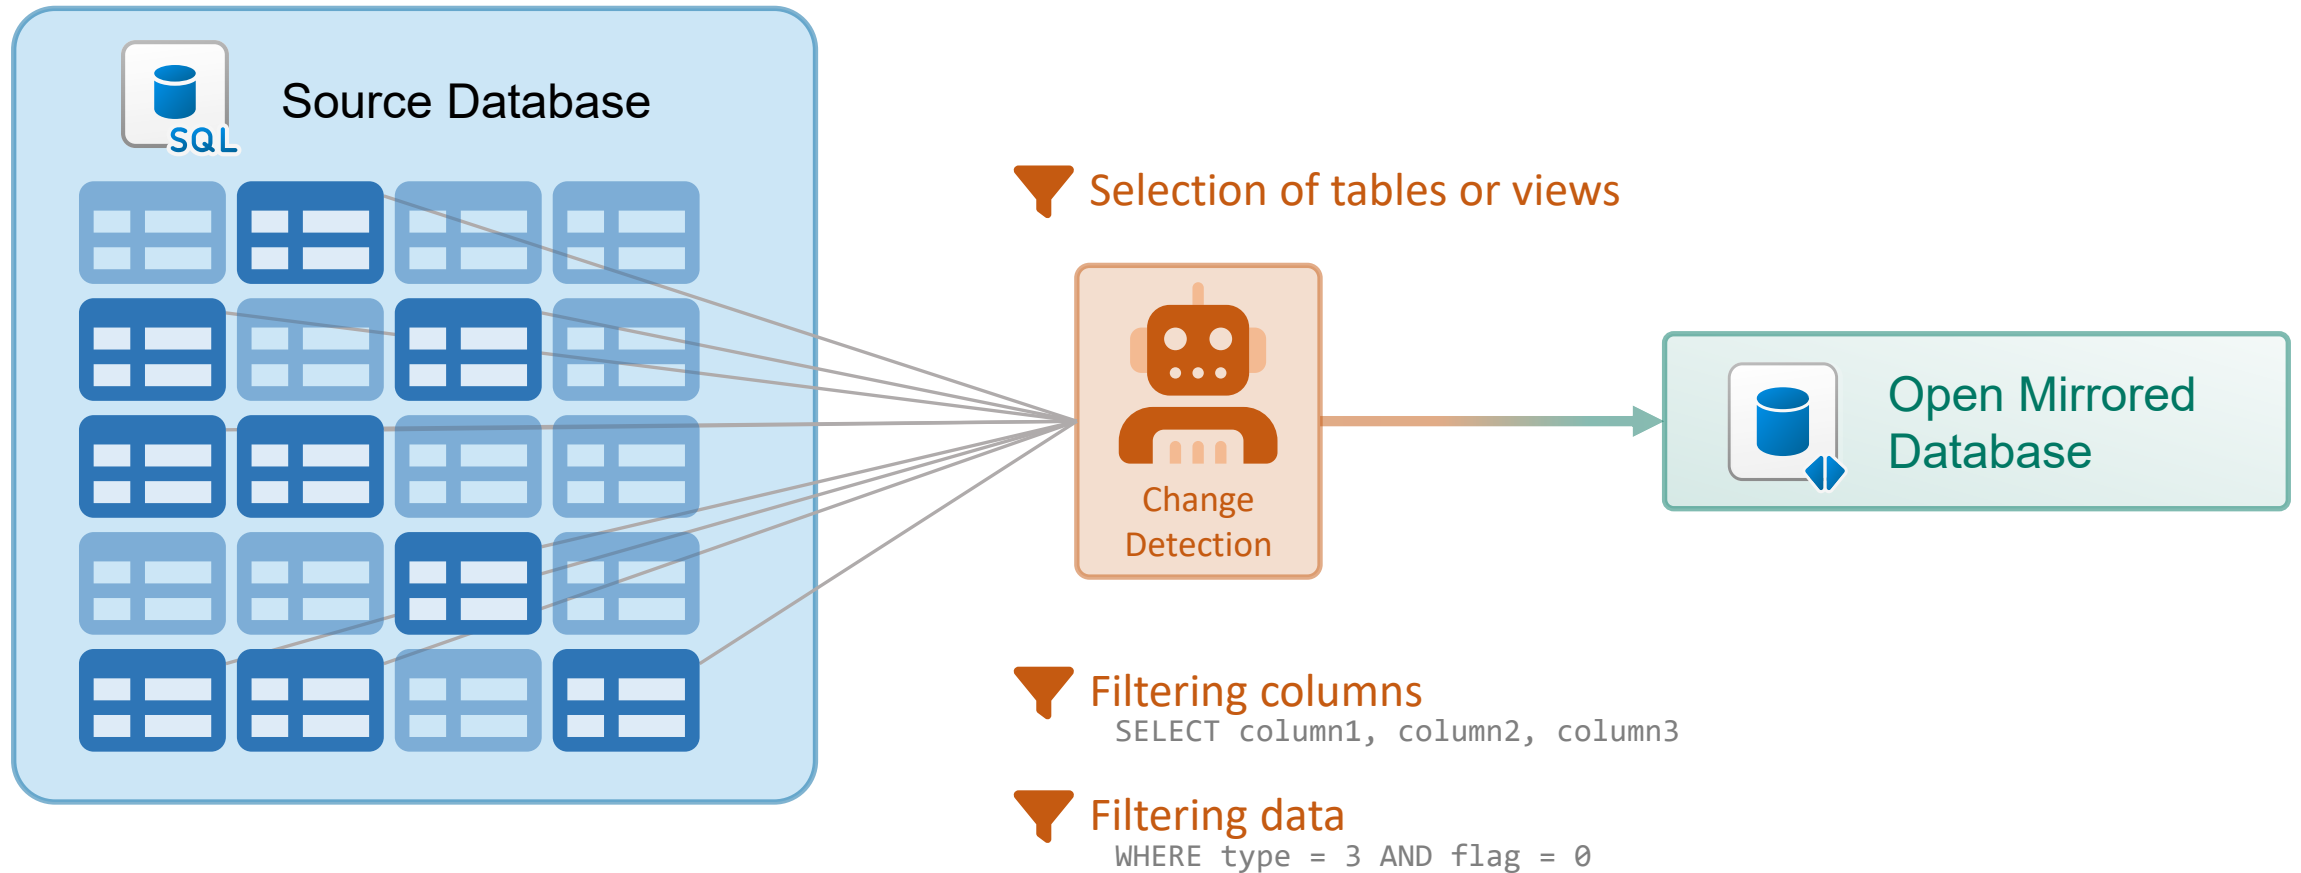 SQL
Source Database
Selection of tables or views
Change
Detection
Open Mirrored
Database
Filtering columns
SELECT column1, column2, column3
Filtering data
WHERE type = 3 AND flag = 0